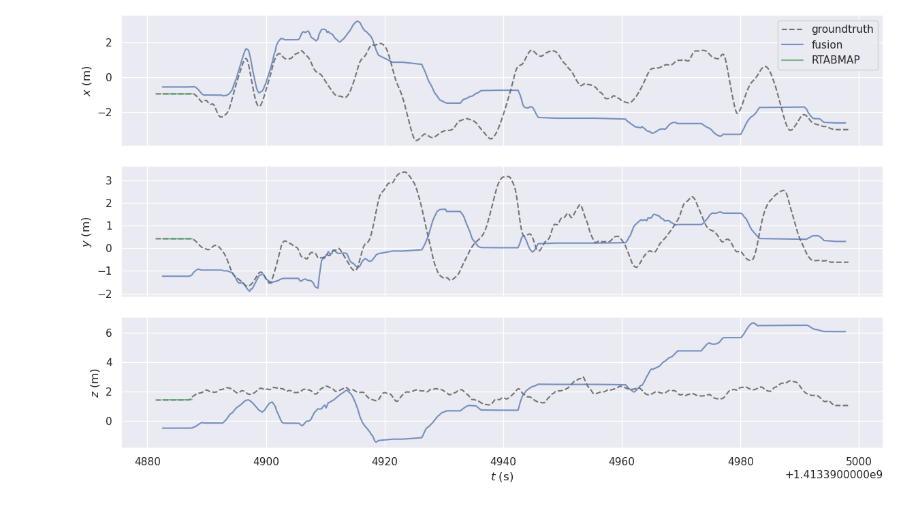 2
0
−2
x (m)
groundtruth
fusion
RTABMAP
3
2
1
0
−1
−2
y (m)
6
4
2
0
z (m)
4880 4900 4920 4940 4960 4980 5000
t (s)
+1.4133900000e9